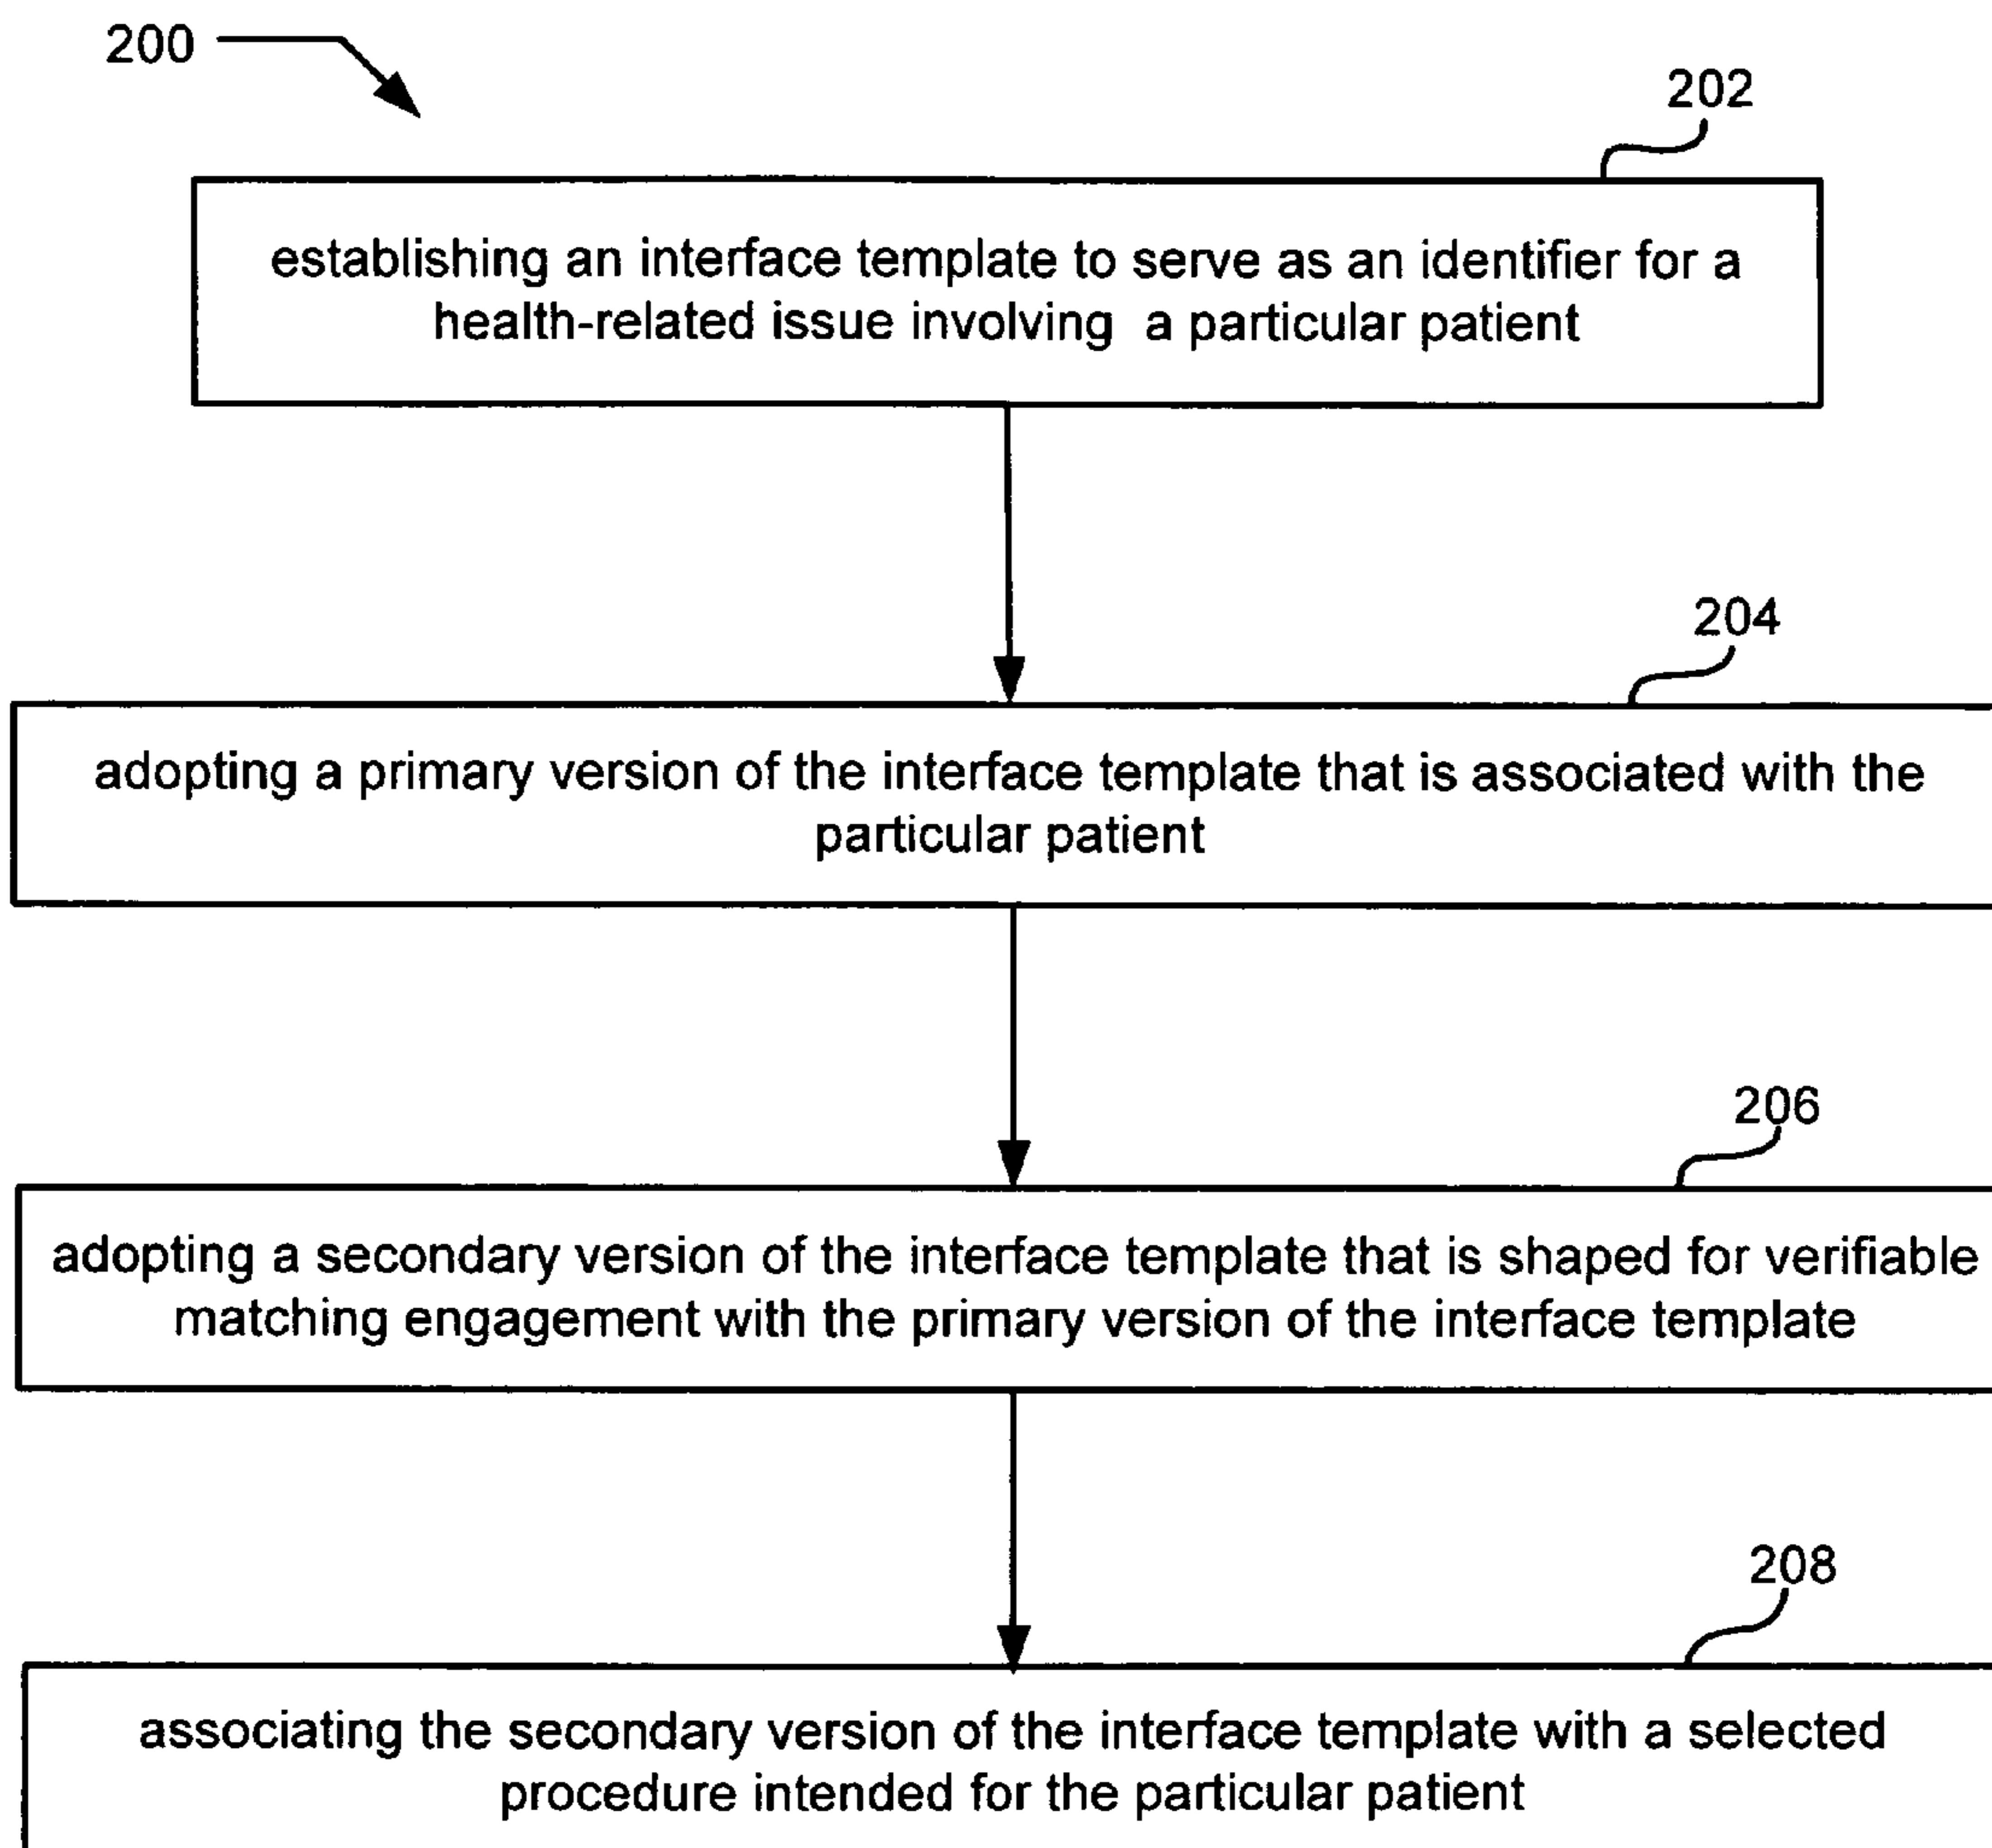 200
202
establishing an interface template to serve as an identifier for a
health-related issue involving a particular patient
204
adopting a primary version of the interface template that is associated with the
particular patient
206
adopting a secondary version of the interface template that is shaped for verifiable
matching engagement with the primary version of the interface template
208
associating the secondary version of the interface template with a selected
procedure intended for the particular patient